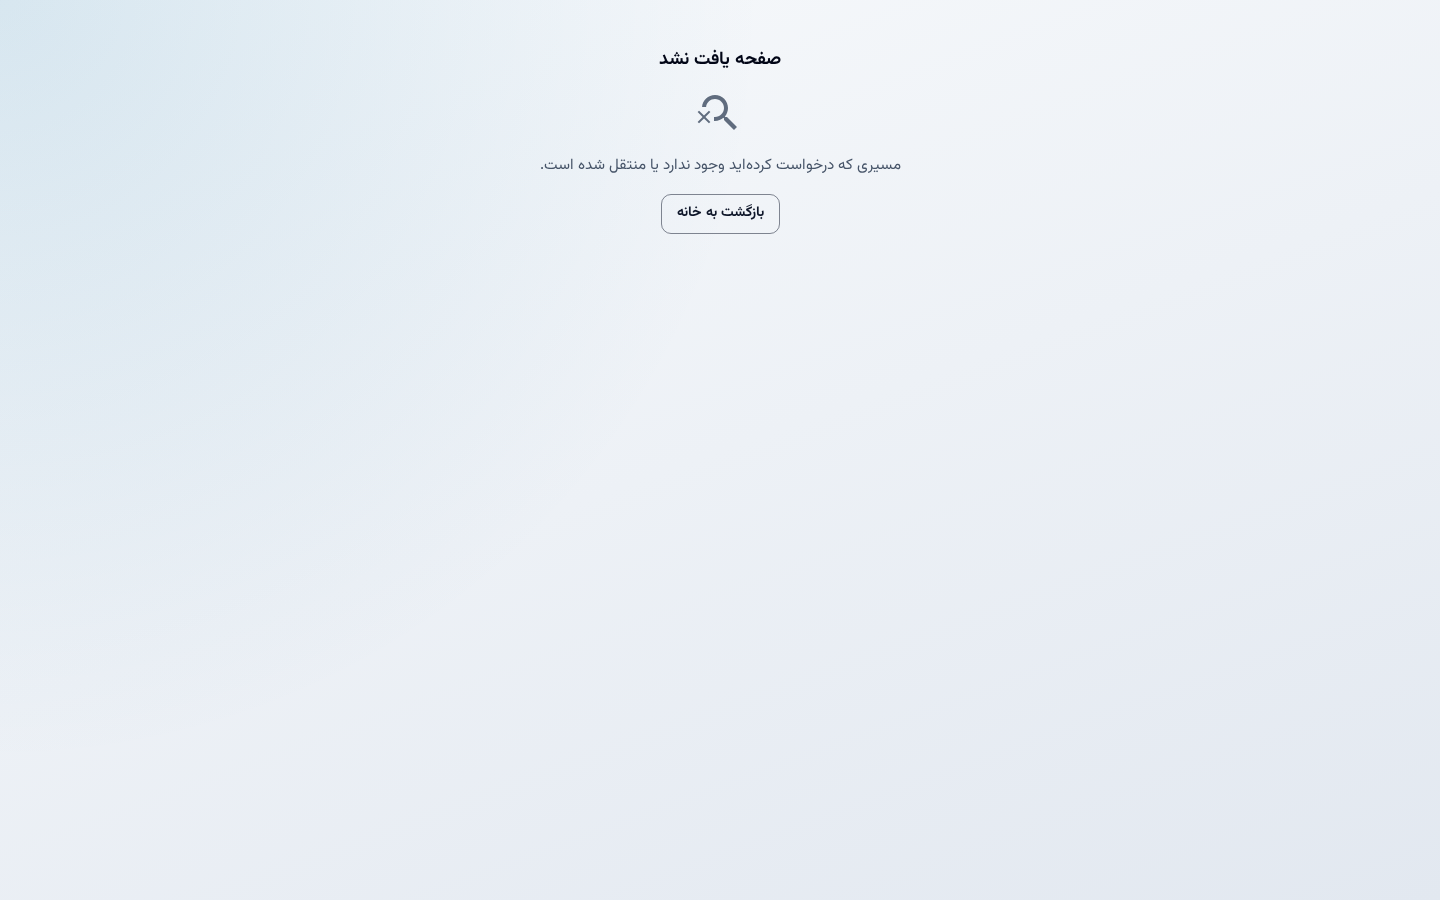 صفحه یافت نشد
مسیری که درخواست کرده‌اید وجود ندارد یا منتقل شده است.
بازگشت به خانه